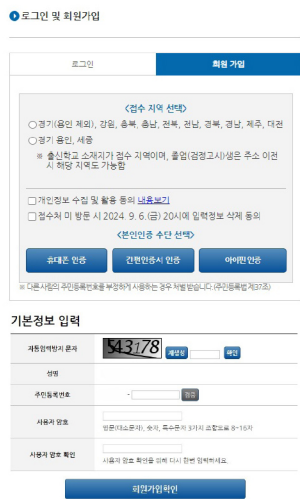 로그인 및 회원가입
로그인
회원 가입
<접수 지역 선택>
경기(용인 제외), 강원, 충북, 충남, 전북, 전남, 경북, 경남, 제주, 대전
경기 용인, 세종
※ 출신학교 소재지가 접수 지역이며, 졸업(검정고시)생은 주소 이전
시 해당 지역도 가능함
개인정보 수집 및 활용 동의 내용보기
접수처 미 방문 시 2024. 9. 6.(금) 20시에 입력정보 삭제 동의
<본인인증 수단 선택>
휴대폰 인증
간편인증서 인증
아이핀 인증
※ 다른사람의 주민등록번호를 부정하게 사용하는 경우 처벌 받습니다.(주민등록법 제37조)
기본정보 입력
자동입력방지 문자
543178
재생성
확인
성명
주민등록번호
-
사용자 암호
영문(대소문자), 숫자, 특수문자 3가지 조합으로 8~16자
사용자 암호 확인
사용자 암호 확인을 위해 다시 한번 입력하세요.
회원가입확인